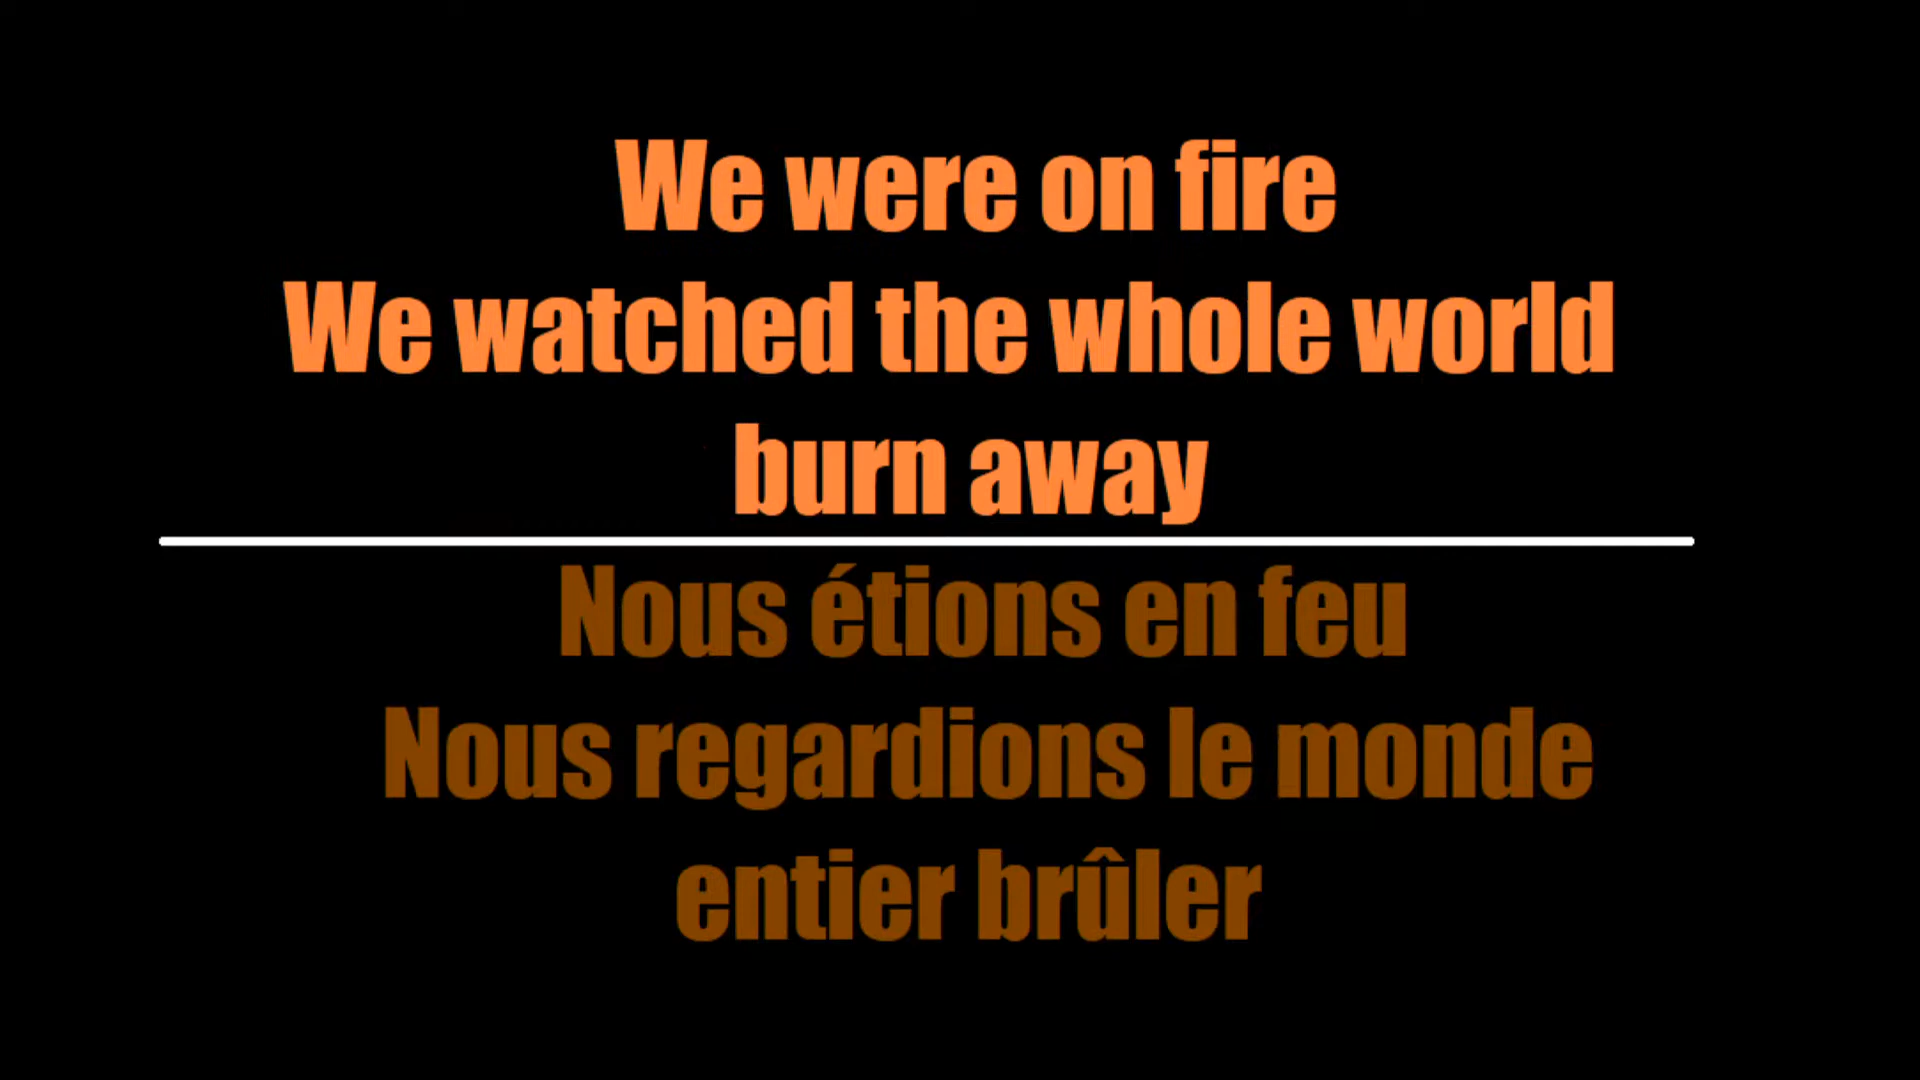 We were on fire
We watched the whole world
burn away
Nous étions en feu
Nous regardions le monde
entier brûler